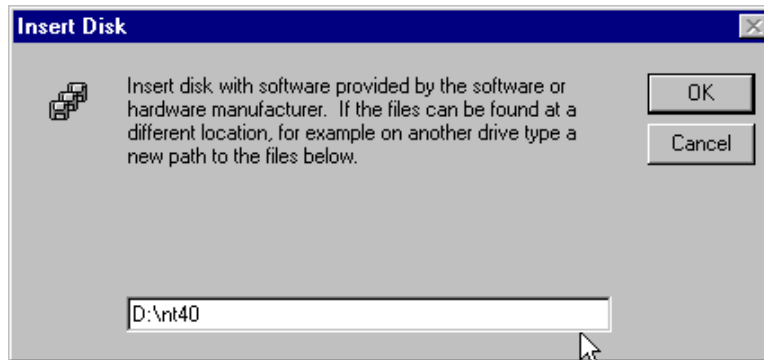 Insert Disk
Insert disk with software provided by the software or
hardware manufacturer.  If the files can be found at a
different location, for example on another drive type a
new path to the files below.
OK
Cancel
D:\nt40